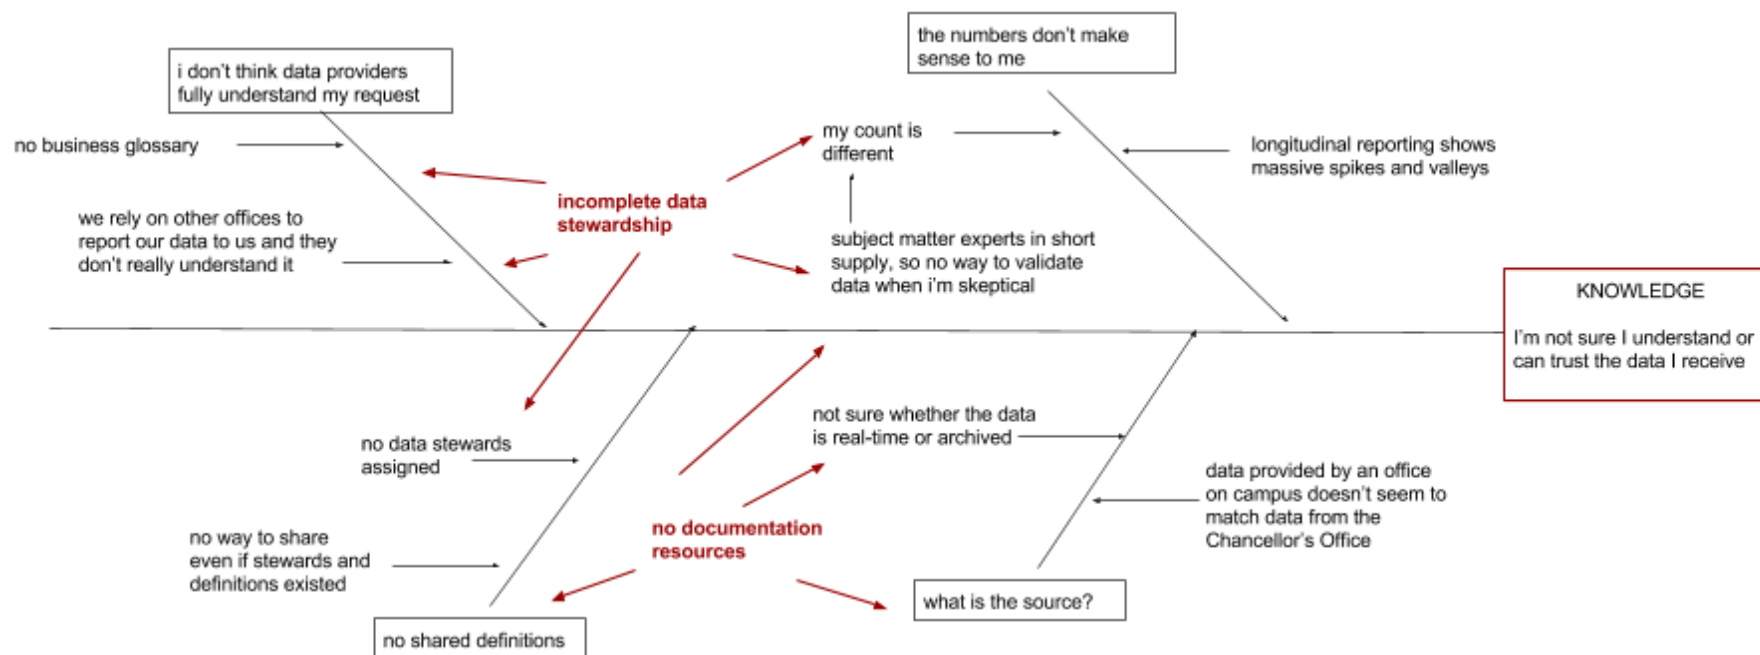 the numbers don't make
sense to me
i don't think data providers
fully understand my request
no business glossary
my count is
different
longitudinal reporting shows
massive spikes and valleys
incomplete data
stewardship
we rely on other offices to
report our data to us and they
don't really understand it
subject matter experts in short
supply, so no way to validate
data when i'm skeptical
KNOWLEDGE
I'm not sure I understand or
can trust the data I receive
not sure whether the data
is real-time or archived
no data stewards
assigned
data provided by an office
on campus doesn't seem to
match data from the
Chancellor's Office
no documentation
resources
no way to share
even if stewards and
definitions existed
what is the source?
no shared definitions